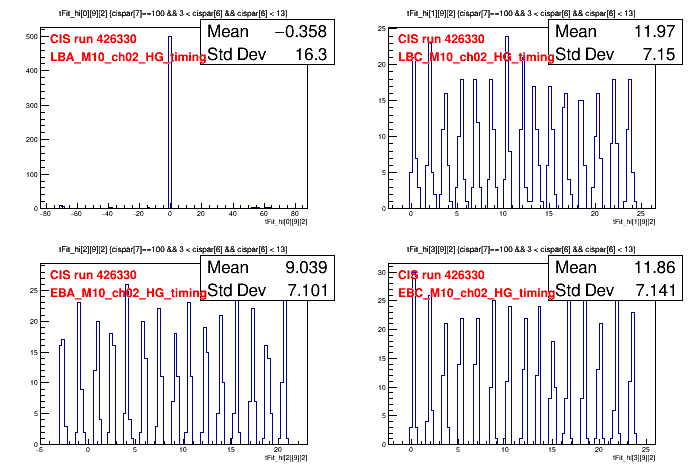 tFit_hi[0][9][2] {cispar[7]==100 && 3 < cispar[6] && cispar[6] < 13}
CIS run 426330
LBA_M10_ch02_HG_timing
Mean −0.358
Std Dev 16.3
500
400
300
200
100
0
−80 −60 −40 −20 0 20 40 60 80
tFit_hi[0][9][2]
tFit_hi[1][9][2] {cispar[7]==100 && 3 < cispar[6] && cispar[6] < 13}
CIS run 426330
LBC_M10_ch02_HG_timing
Mean 11.97
Std Dev 7.15
25
20
15
10
5
0
0 5 10 15 20 25
tFit_hi[1][9][2]
tFit_hi[2][9][2] {cispar[7]==100 && 3 < cispar[6] && cispar[6] < 13}
CIS run 426330
EBA_M10_ch02_HG_timing
Mean 9.039
Std Dev 7.101
25
20
15
10
5
0
−5 0 5 10 15 20
tFit_hi[2][9][2]
tFit_hi[3][9][2] {cispar[7]==100 && 3 < cispar[6] && cispar[6] < 13}
CIS run 426330
EBC_M10_ch02_HG_timing
Mean 11.86
Std Dev 7.141
30
25
20
15
10
5
0
0 5 10 15 20 25
tFit_hi[3][9][2]